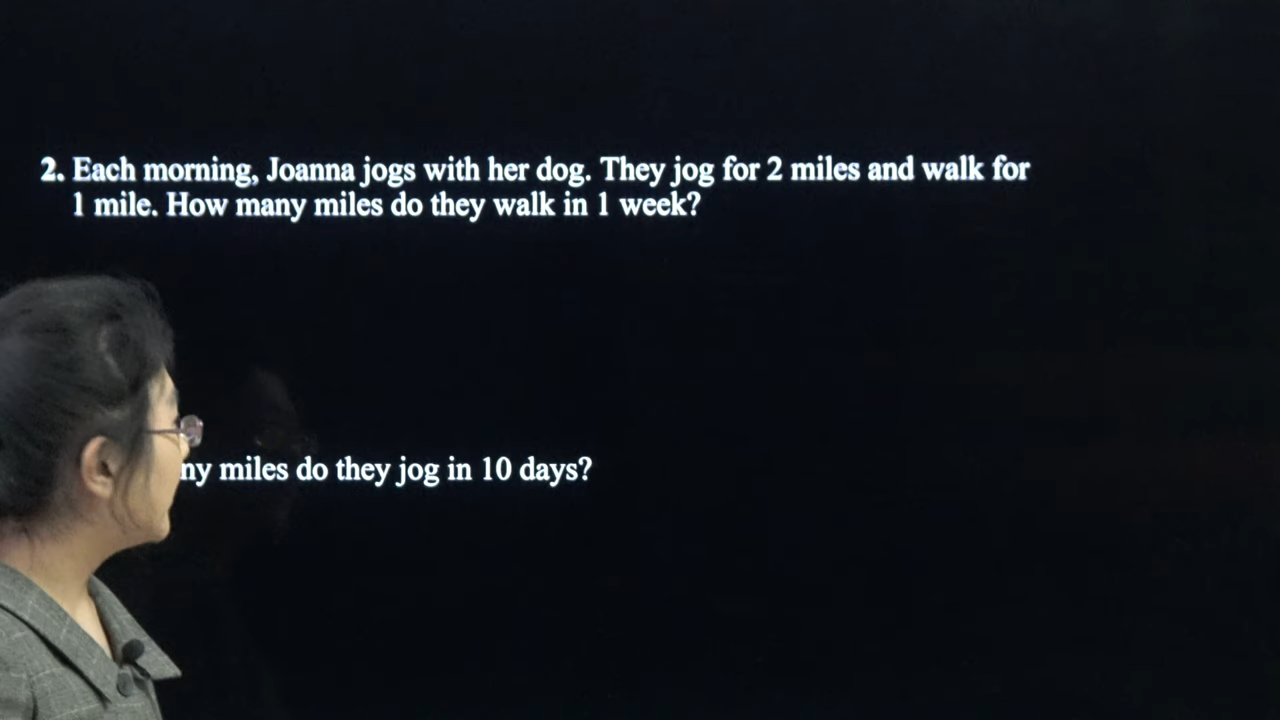 2. Each morning, Joanna jogs with her dog. They jog for 2 miles and walk for
1 mile. How many miles do they walk in 1 week?
miles do they jog in 10 days?